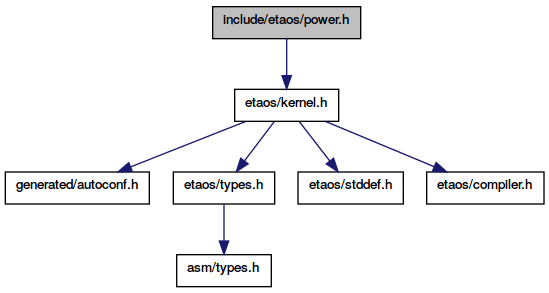 include/etaos/power.h
etaos/kernel.h
generated/autoconf.h
etaos/types.h
etaos/stddef.h
etaos/compiler.h
asm/types.h